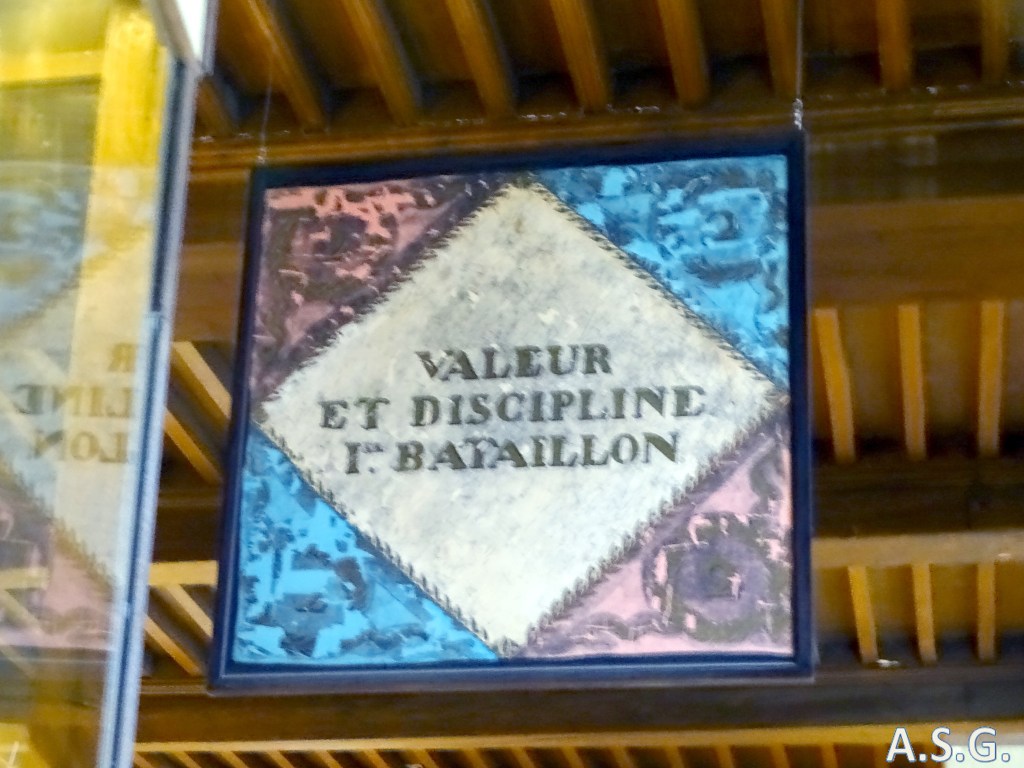 VALEUR
ET DISCIPLINE
Ier BATAILLON
A.S.G.